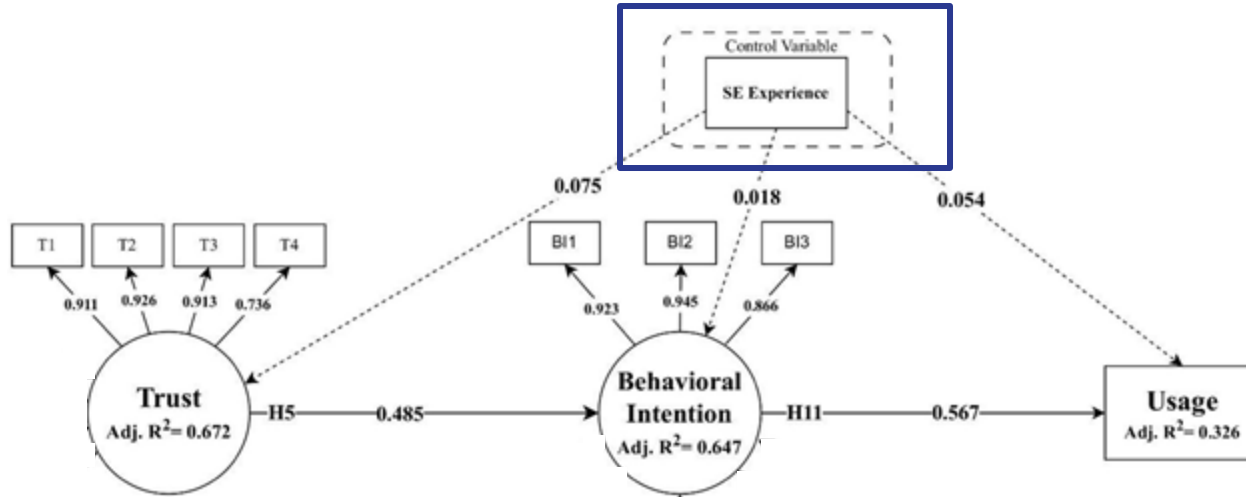 Control Variable
SE Experience
0.075
0.018
0.054
T1
T2
T3
T4
BI1
BI2
BI3
0.911
0.926
0.913
0.736
0.923
0.945
0.866
Trust
Adj. R²= 0.672
H5
0.485
Behavioral
Intention
Adj. R²= 0.647
H11
0.567
Usage
Adj. R²= 0.326